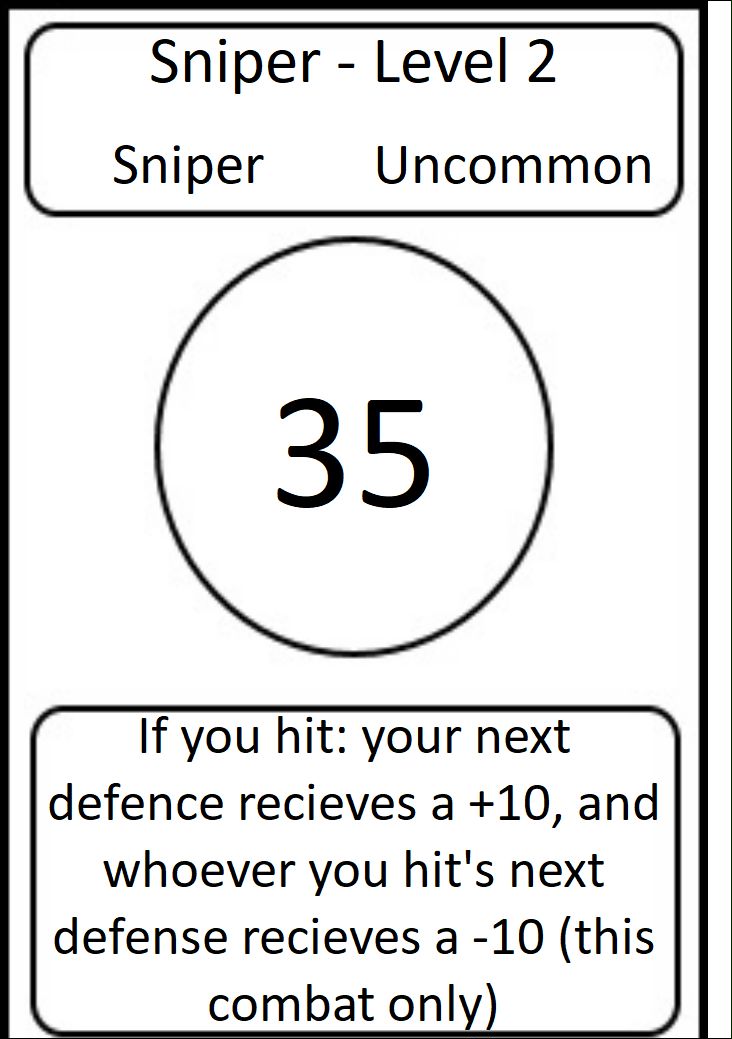 Sniper - Level 2
Sniper Uncommon
35
If you hit: your next
defence recieves a +10, and
whoever you hit's next
defense recieves a -10 (this
combat only)